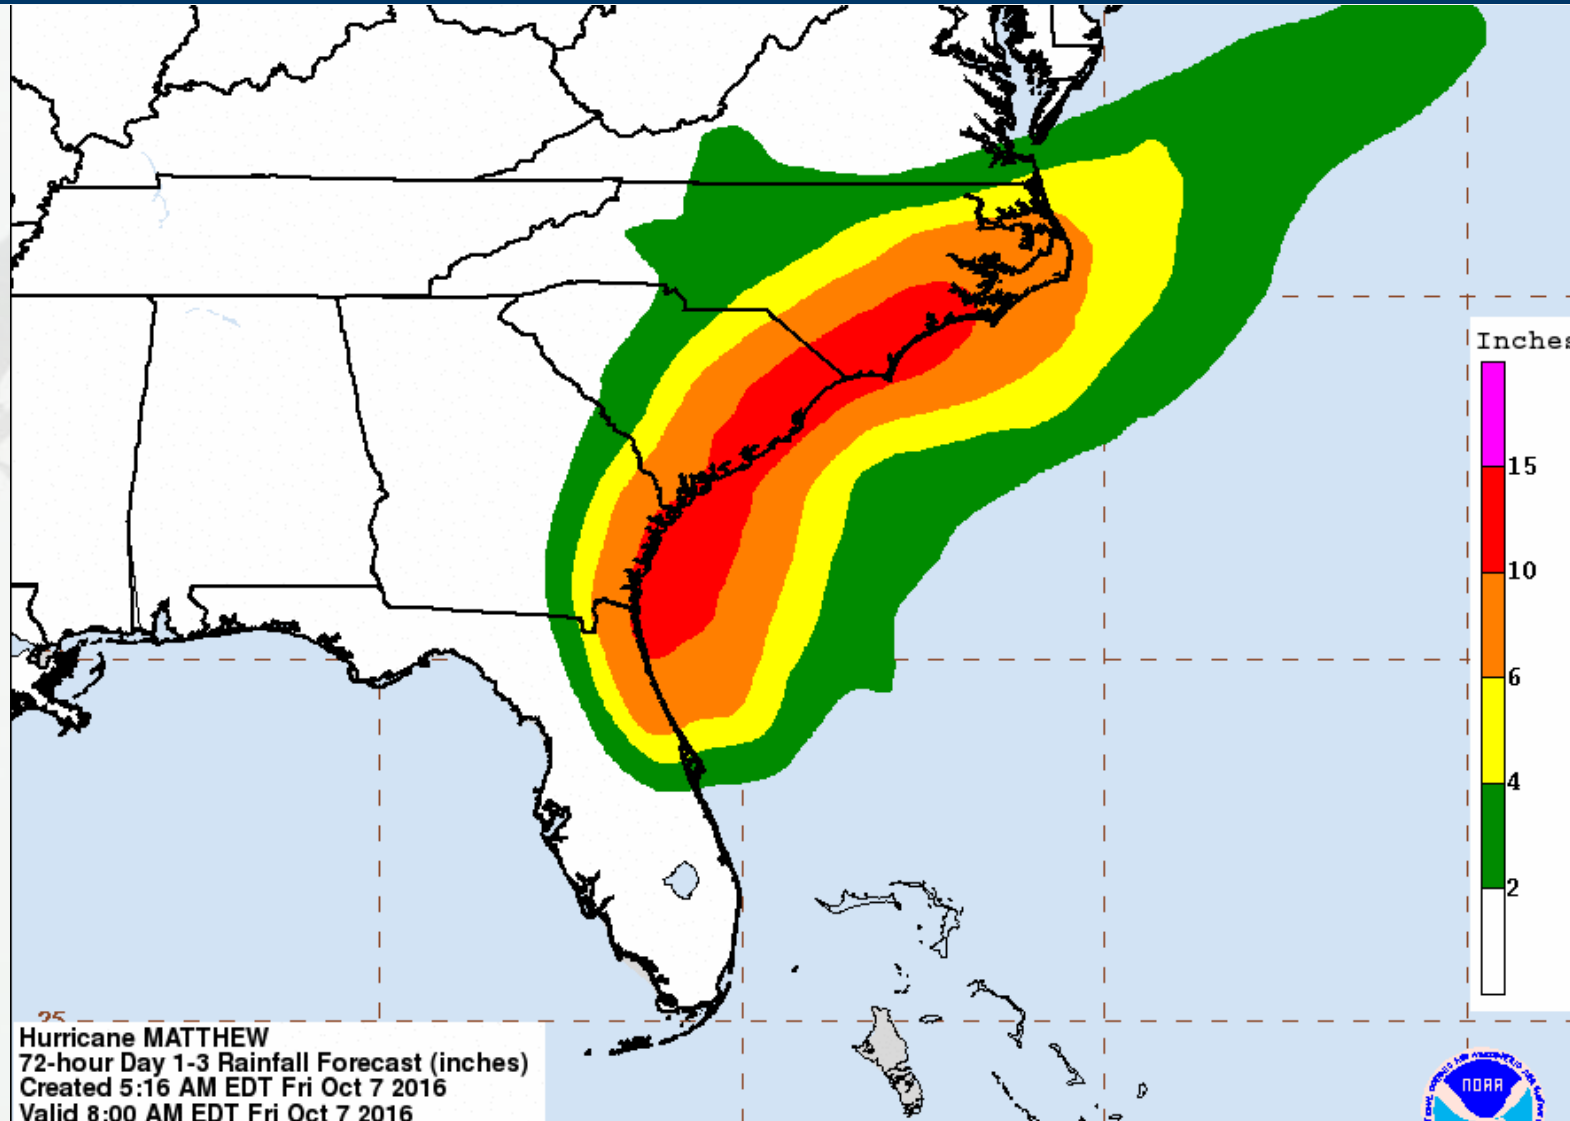 Inches
15
10
6
4
2
25
Hurricane MATTHEW
72-hour Day 1-3 Rainfall Forecast (inches)
Created 5:16 AM EDT Fri Oct 7 2016
Valid 8:00 AM EDT Fri Oct 7 2016
NOAA